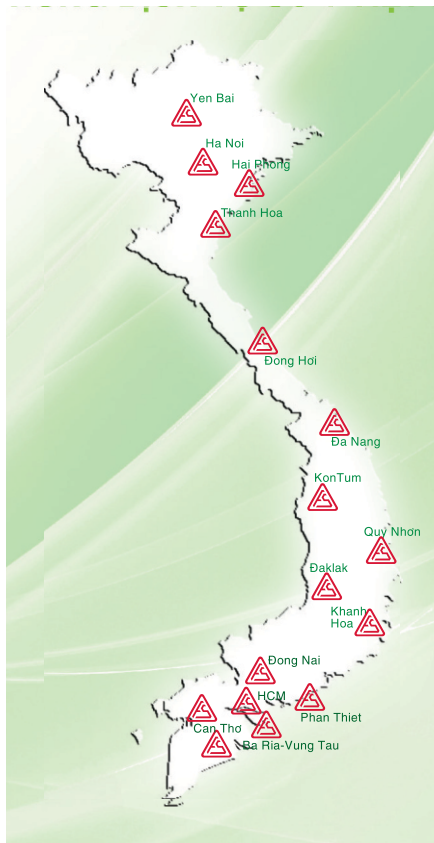 Yen Bai
Ha Noi
Hai Phong
Thanh Hoa
Đong Hơi
Đa Nang
KonTum
Quy Nhơn
Đaklak
Khanh
Hoa
Đong Nai
HCM
Phan Thiet
Can Thơ
Ba Ria-Vung Tau